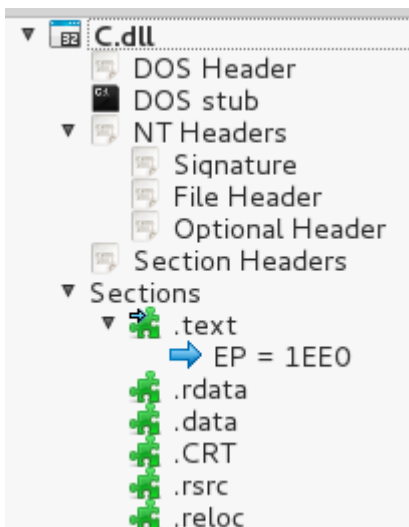 C.dll
DOS Header
DOS stub
NT Headers
Signature
File Header
Optional Header
Section Headers
Sections
.text
EP = 1EE0
.rdata
.data
.CRT
.rsrc
.reloc